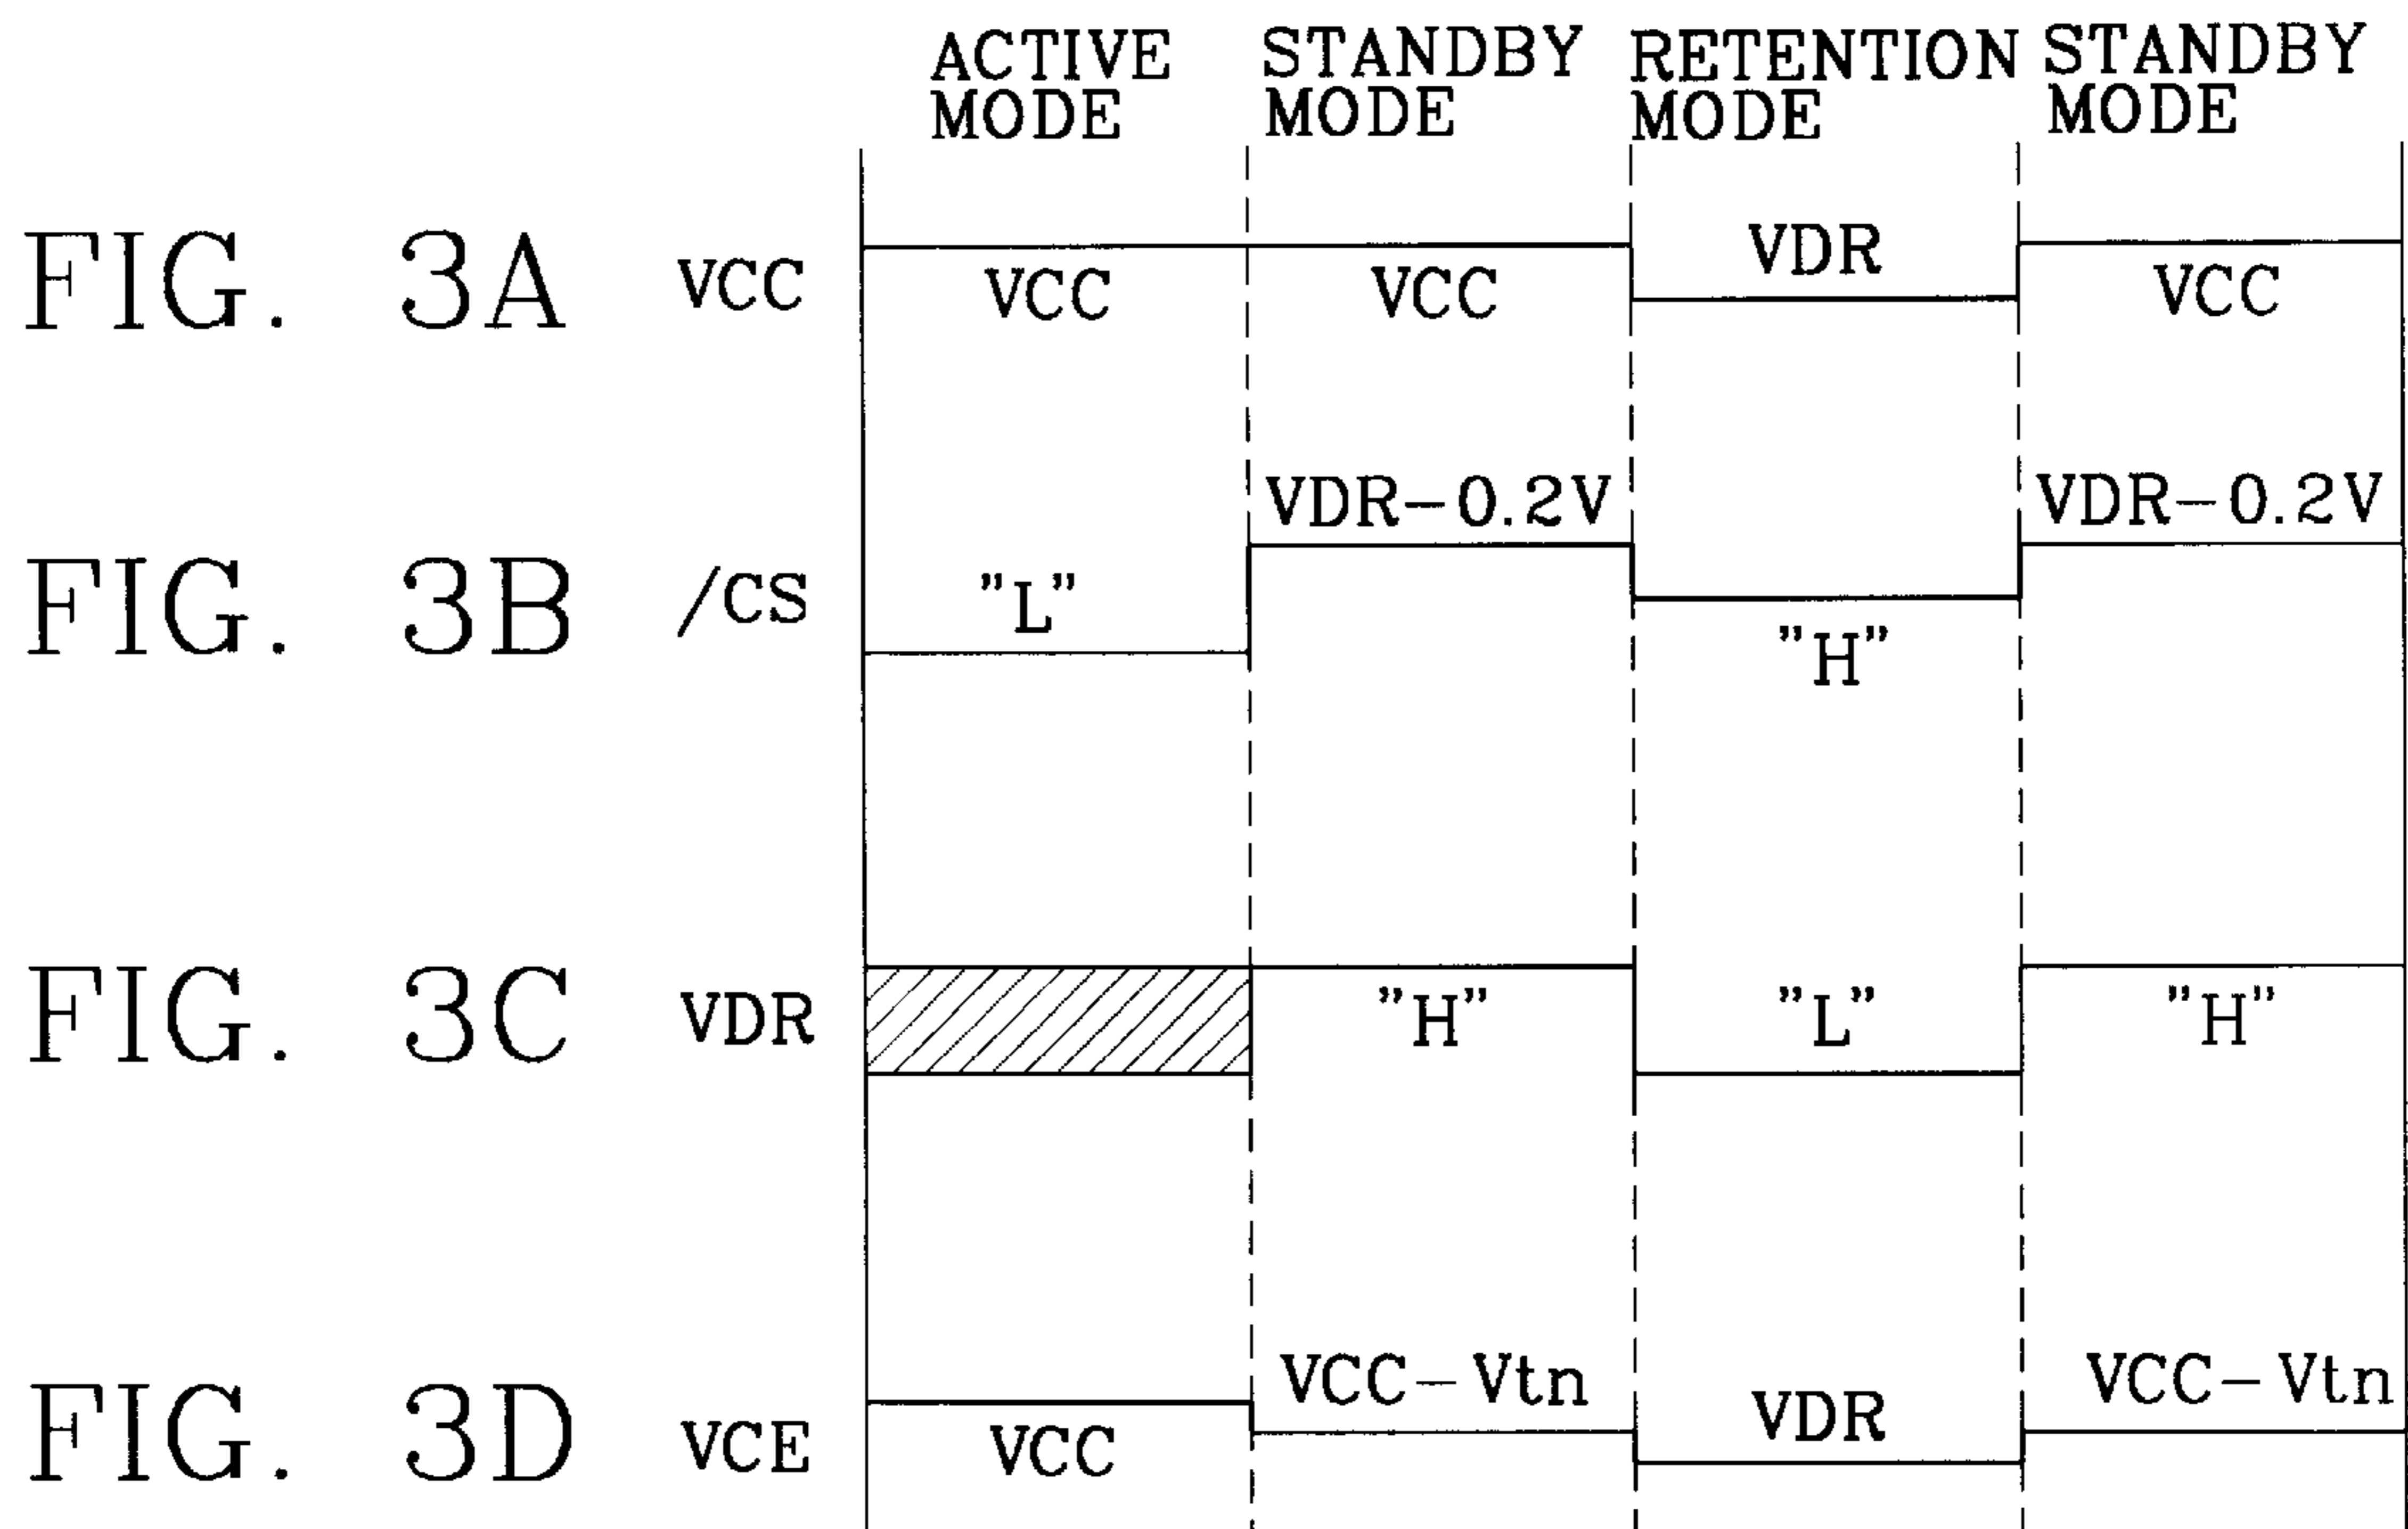 ACTIVE MODE
STANDBY MODE
RETENTION MODE
STANDBY MODE
FIG. 3A VCC VCC VCC VDR VCC
FIG. 3B /CS "L" VDR-0.2V "H" VDR-0.2V
FIG. 3C VDR "H" "L" "H"
FIG. 3D VCE VCC VCC-Vtn VDR VCC-Vtn